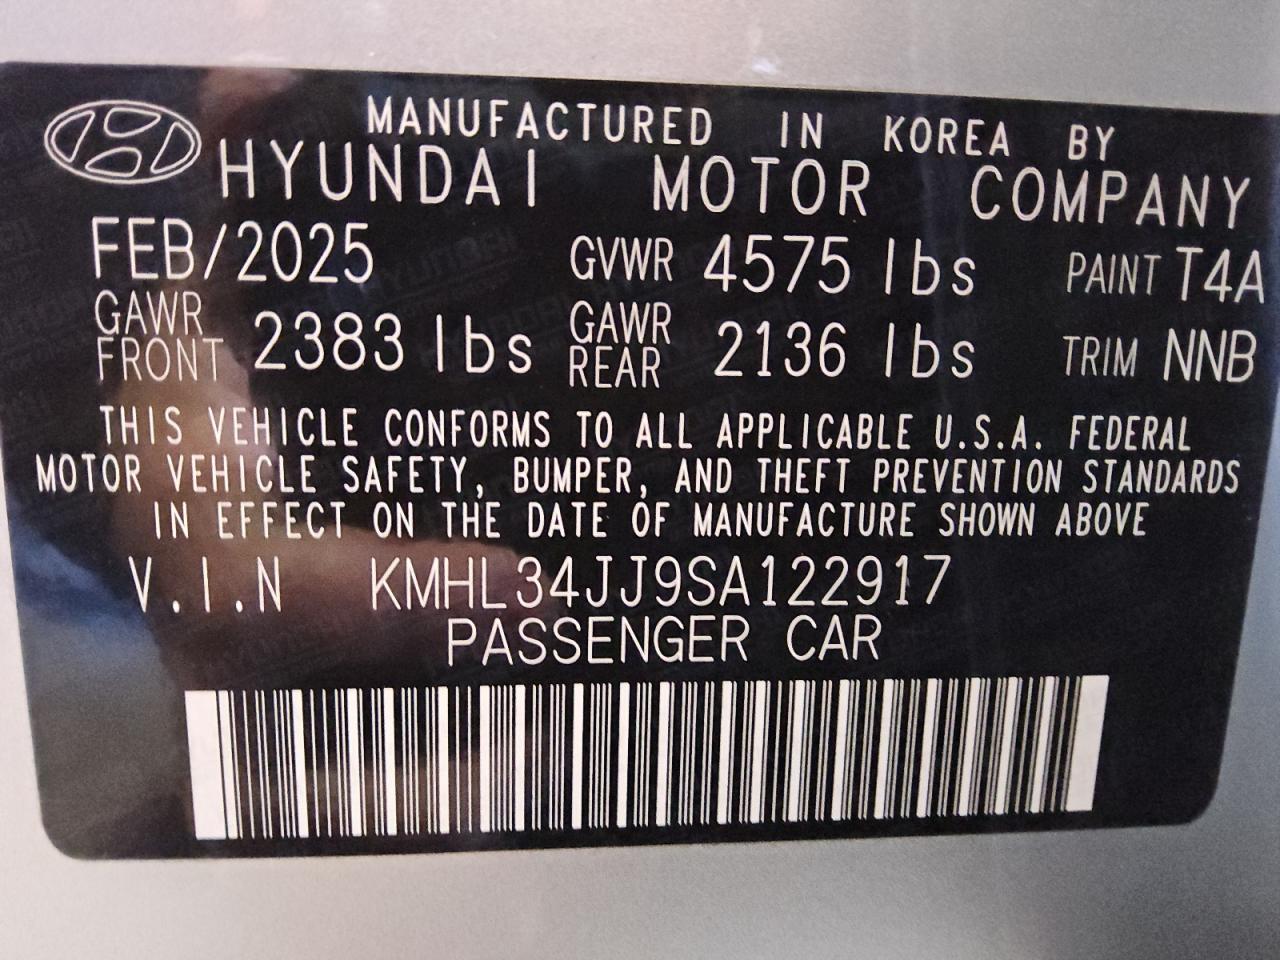 MANUFACTURED IN KOREA BY
HYUNDAI MOTOR COMPANY
FEB/2025 GVWR 4575 lbs PAINT T4A
GAWR FRONT 2383 lbs GAWR REAR 2136 lbs TRIM NNB
THIS VEHICLE CONFORMS TO ALL APPLICABLE U.S.A. FEDERAL
MOTOR VEHICLE SAFETY, BUMPER, AND THEFT PREVENTION STANDARDS
IN EFFECT ON THE DATE OF MANUFACTURE SHOWN ABOVE
V.I.N KMHL34JJ9SA122917
PASSENGER CAR